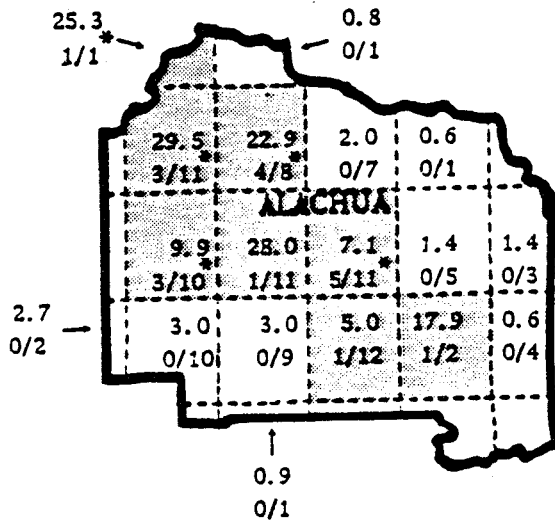 25.3 0.8
1/1* 0/1
29.5 22.9 2.0 0.6
3/11* 4/8* 0/7 0/1
ALACHUA
9.9 28.0 7.1 1.4 1.4
3/10* 1/11 5/11* 0/5 0/3
2.7 3.0 3.0 5.0 17.9 0.6
0/2 0/10 0/9 1/12 1/2 0/4
0.9
0/1